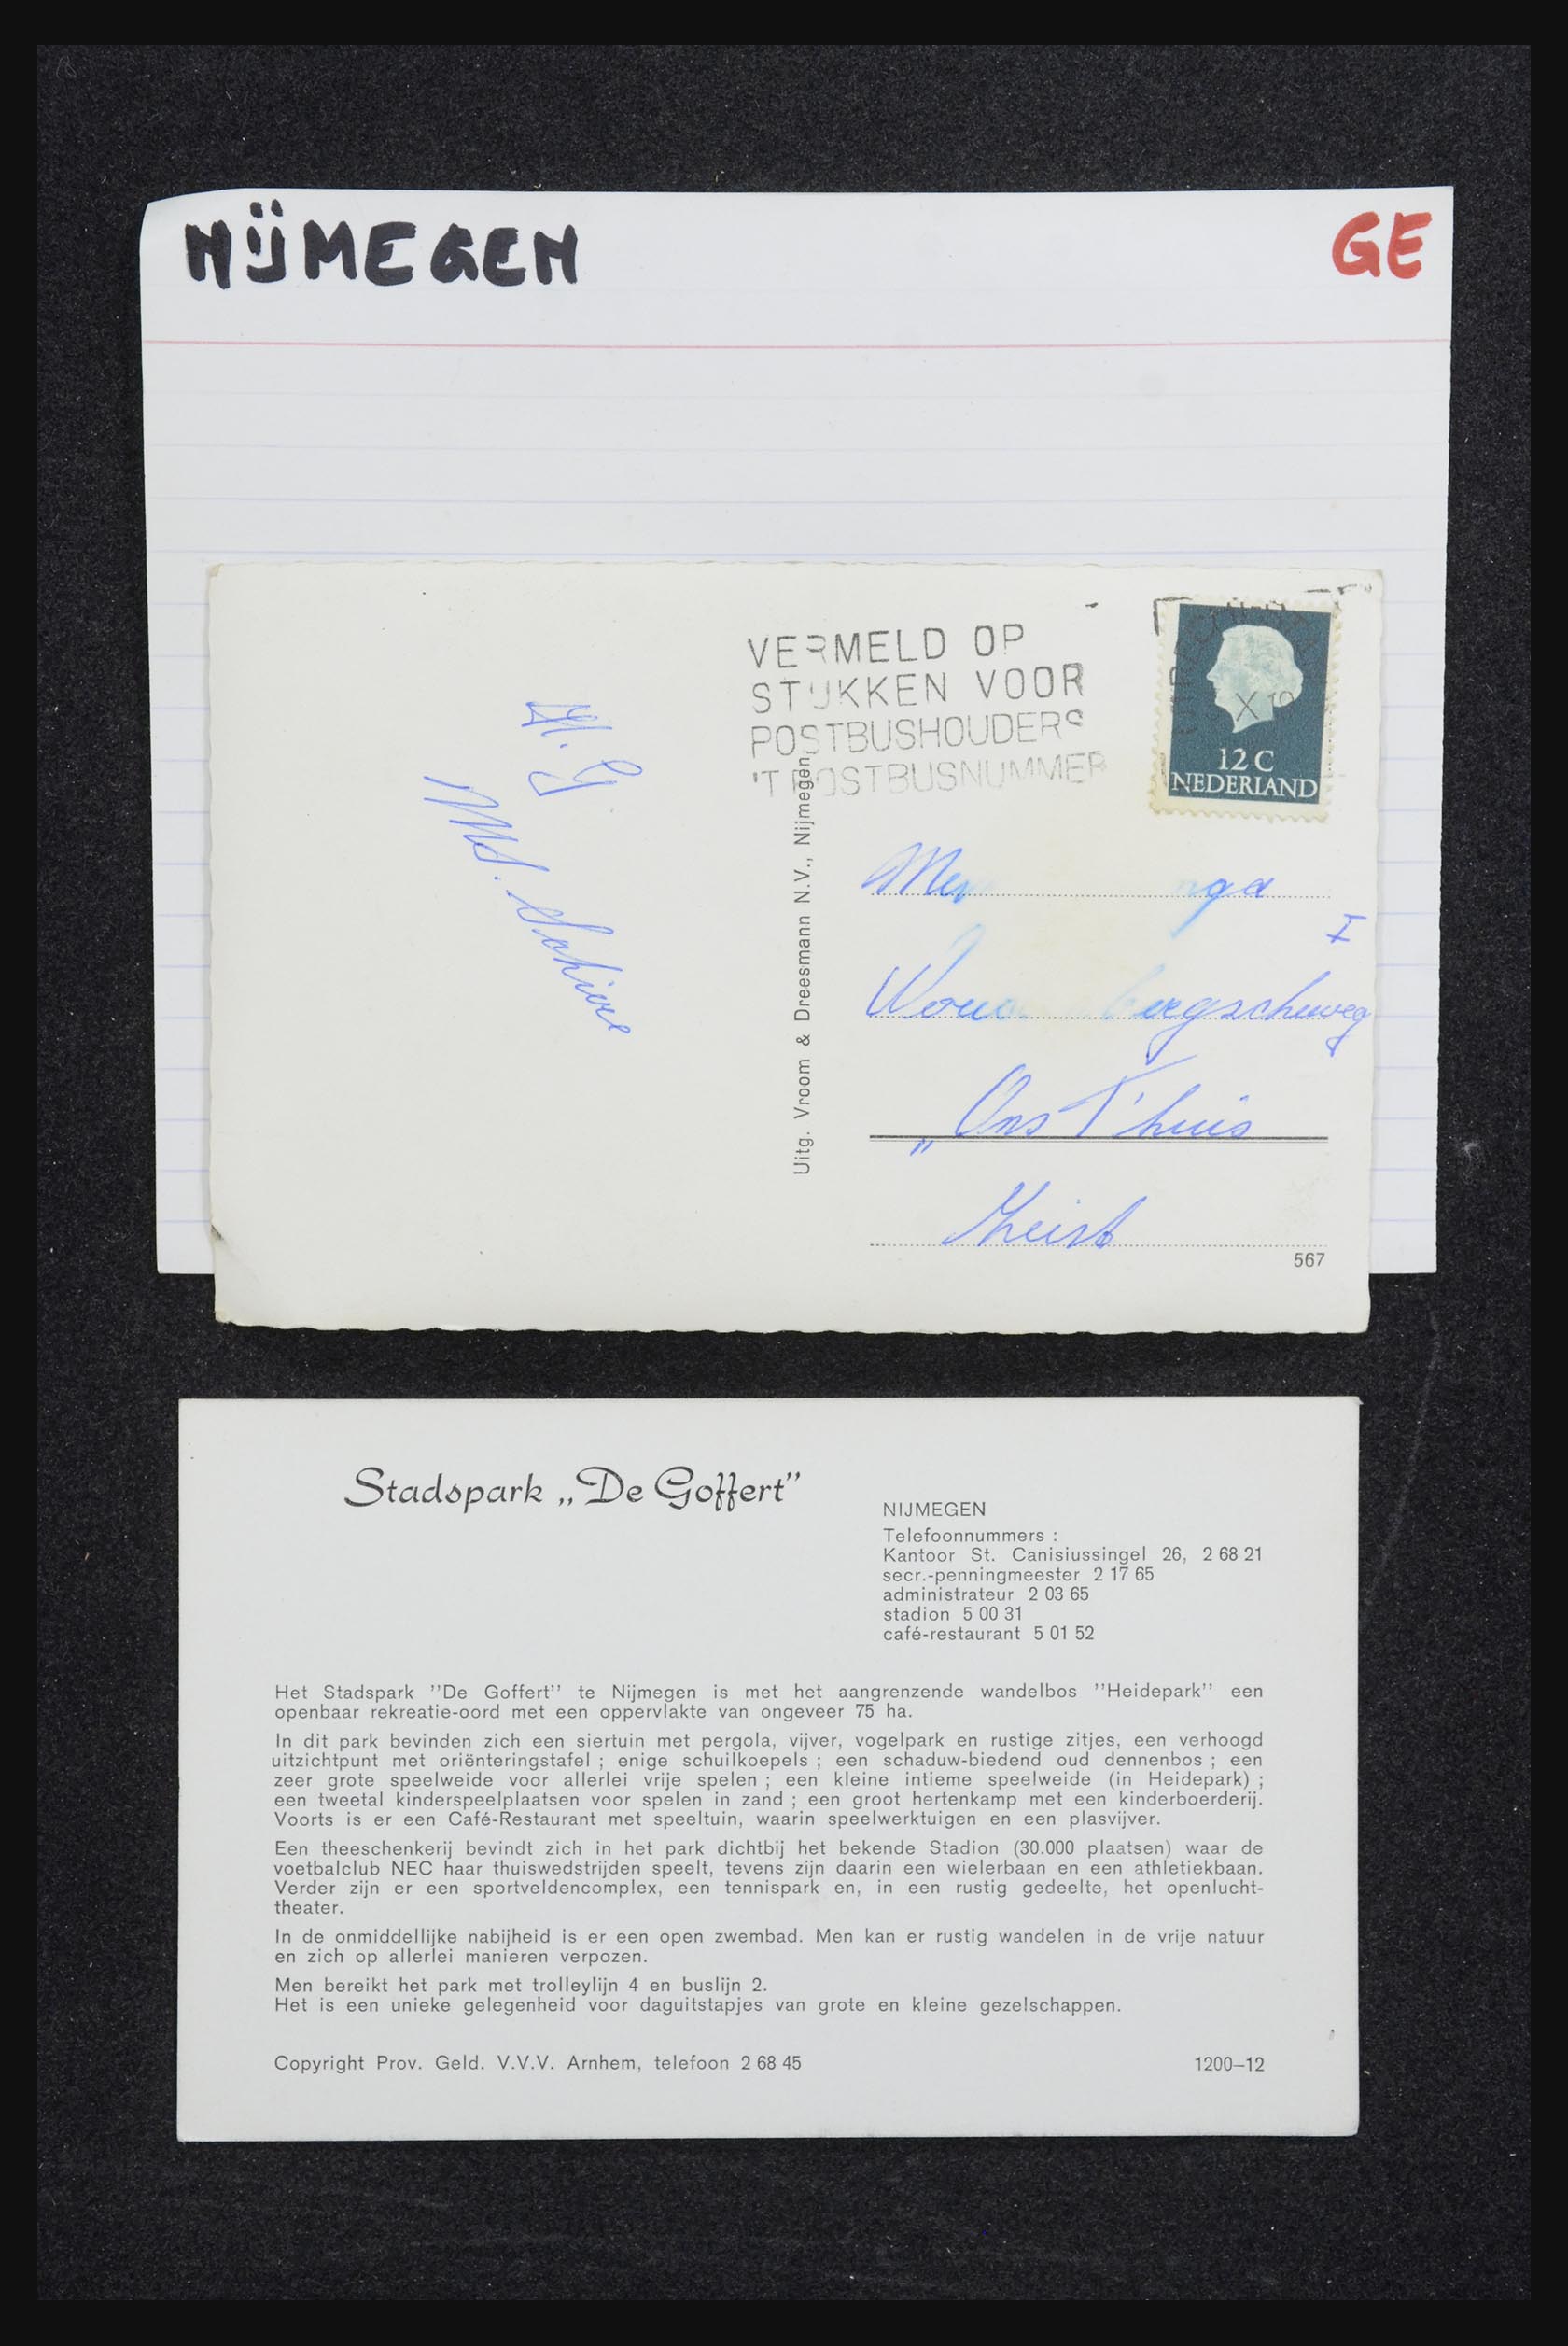 NIJMEGEN
GE
VERMELD OP
STUKKEN VOOR
POSTBUSHOUDERS
'T POSTBUSNUMMER
X 19
12 C
NEDERLAND
H. G.
Uitg. Vroom & Dreesmann N.V., Nijmegen
I
„Ons T'huis
Zeist
567
Stadspark „De Goffert”
NIJMEGEN
Telefoonnummers :
Kantoor St. Canisiussingel 26, 2 68 21
secr.-penningmeester 2 17 65
administrateur 2 03 65
stadion 5 00 31
café-restaurant 5 01 52
Het Stadspark ''De Goffert'' te Nijmegen is met het aangrenzende wandelbos ''Heidepark'' een
openbaar rekreatie-oord met een oppervlakte van ongeveer 75 ha.
In dit park bevinden zich een siertuin met pergola, vijver, vogelpark en rustige zitjes, een verhoogd
uitzichtpunt met oriënteringstafel ; enige schuilkoepels ; een schaduw-biedend oud dennenbos ; een
zeer grote speelweide voor allerlei vrije spelen ; een kleine intieme speelweide (in Heidepark) ;
een tweetal kinderspeelplaatsen voor spelen in zand ; een groot hertenkamp met een kinderboerderij.
Voorts is er een Café-Restaurant met speeltuin, waarin speelwerktuigen en een plasvijver.
Een theeschenkerij bevindt zich in het park dichtbij het bekende Stadion (30.000 plaatsen) waar de
voetbalclub NEC haar thuiswedstrijden speelt, tevens zijn daarin een wielerbaan en een athletiekbaan.
Verder zijn er een sportveldencomplex, een tennispark en, in een rustig gedeelte, het openlucht-
theater.
In de onmiddellijke nabijheid is er een open zwembad. Men kan er rustig wandelen in de vrije natuur
en zich op allerlei manieren verpozen.
Men bereikt het park met trolleylijn 4 en buslijn 2.
Het is een unieke gelegenheid voor daguitstapjes van grote en kleine gezelschappen.
Copyright Prov. Geld. V.V.V. Arnhem, telefoon 2 68 45
1200–12